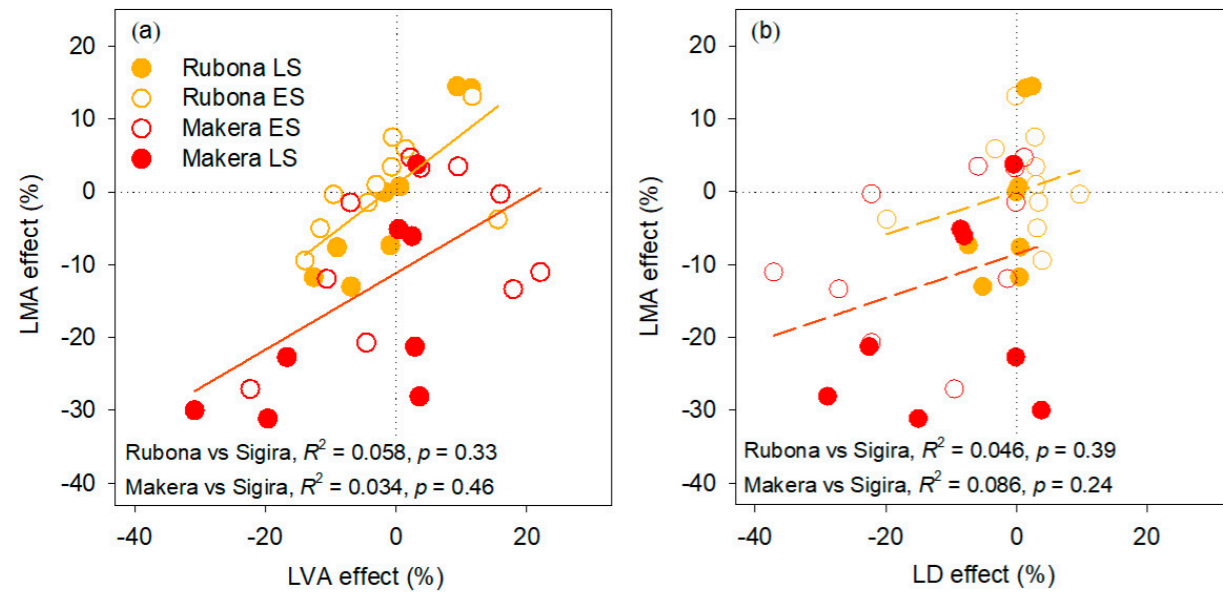 (a)
Rubona LS
Rubona ES
Makera ES
Makera LS
20
10
0
-10
-20
-30
-40
LMA effect (%)
Rubona vs Sigira, R² = 0.058, p = 0.33
Makera vs Sigira, R² = 0.034, p = 0.46
-40 -20 0 20
LVA effect (%)
(b)
20
10
0
-10
-20
-30
-40
LMA effect (%)
Rubona vs Sigira, R² = 0.046, p = 0.39
Makera vs Sigira, R² = 0.086, p = 0.24
-40 -20 0 20
LD effect (%)